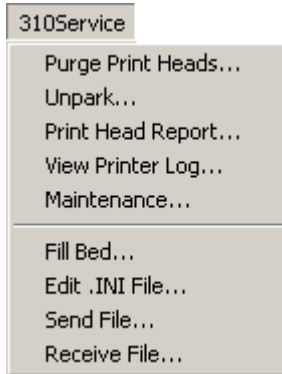 310Service
Purge Print Heads...
Unpark...
Print Head Report...
View Printer Log...
Maintenance...
Fill Bed...
Edit .INI File...
Send File...
Receive File...